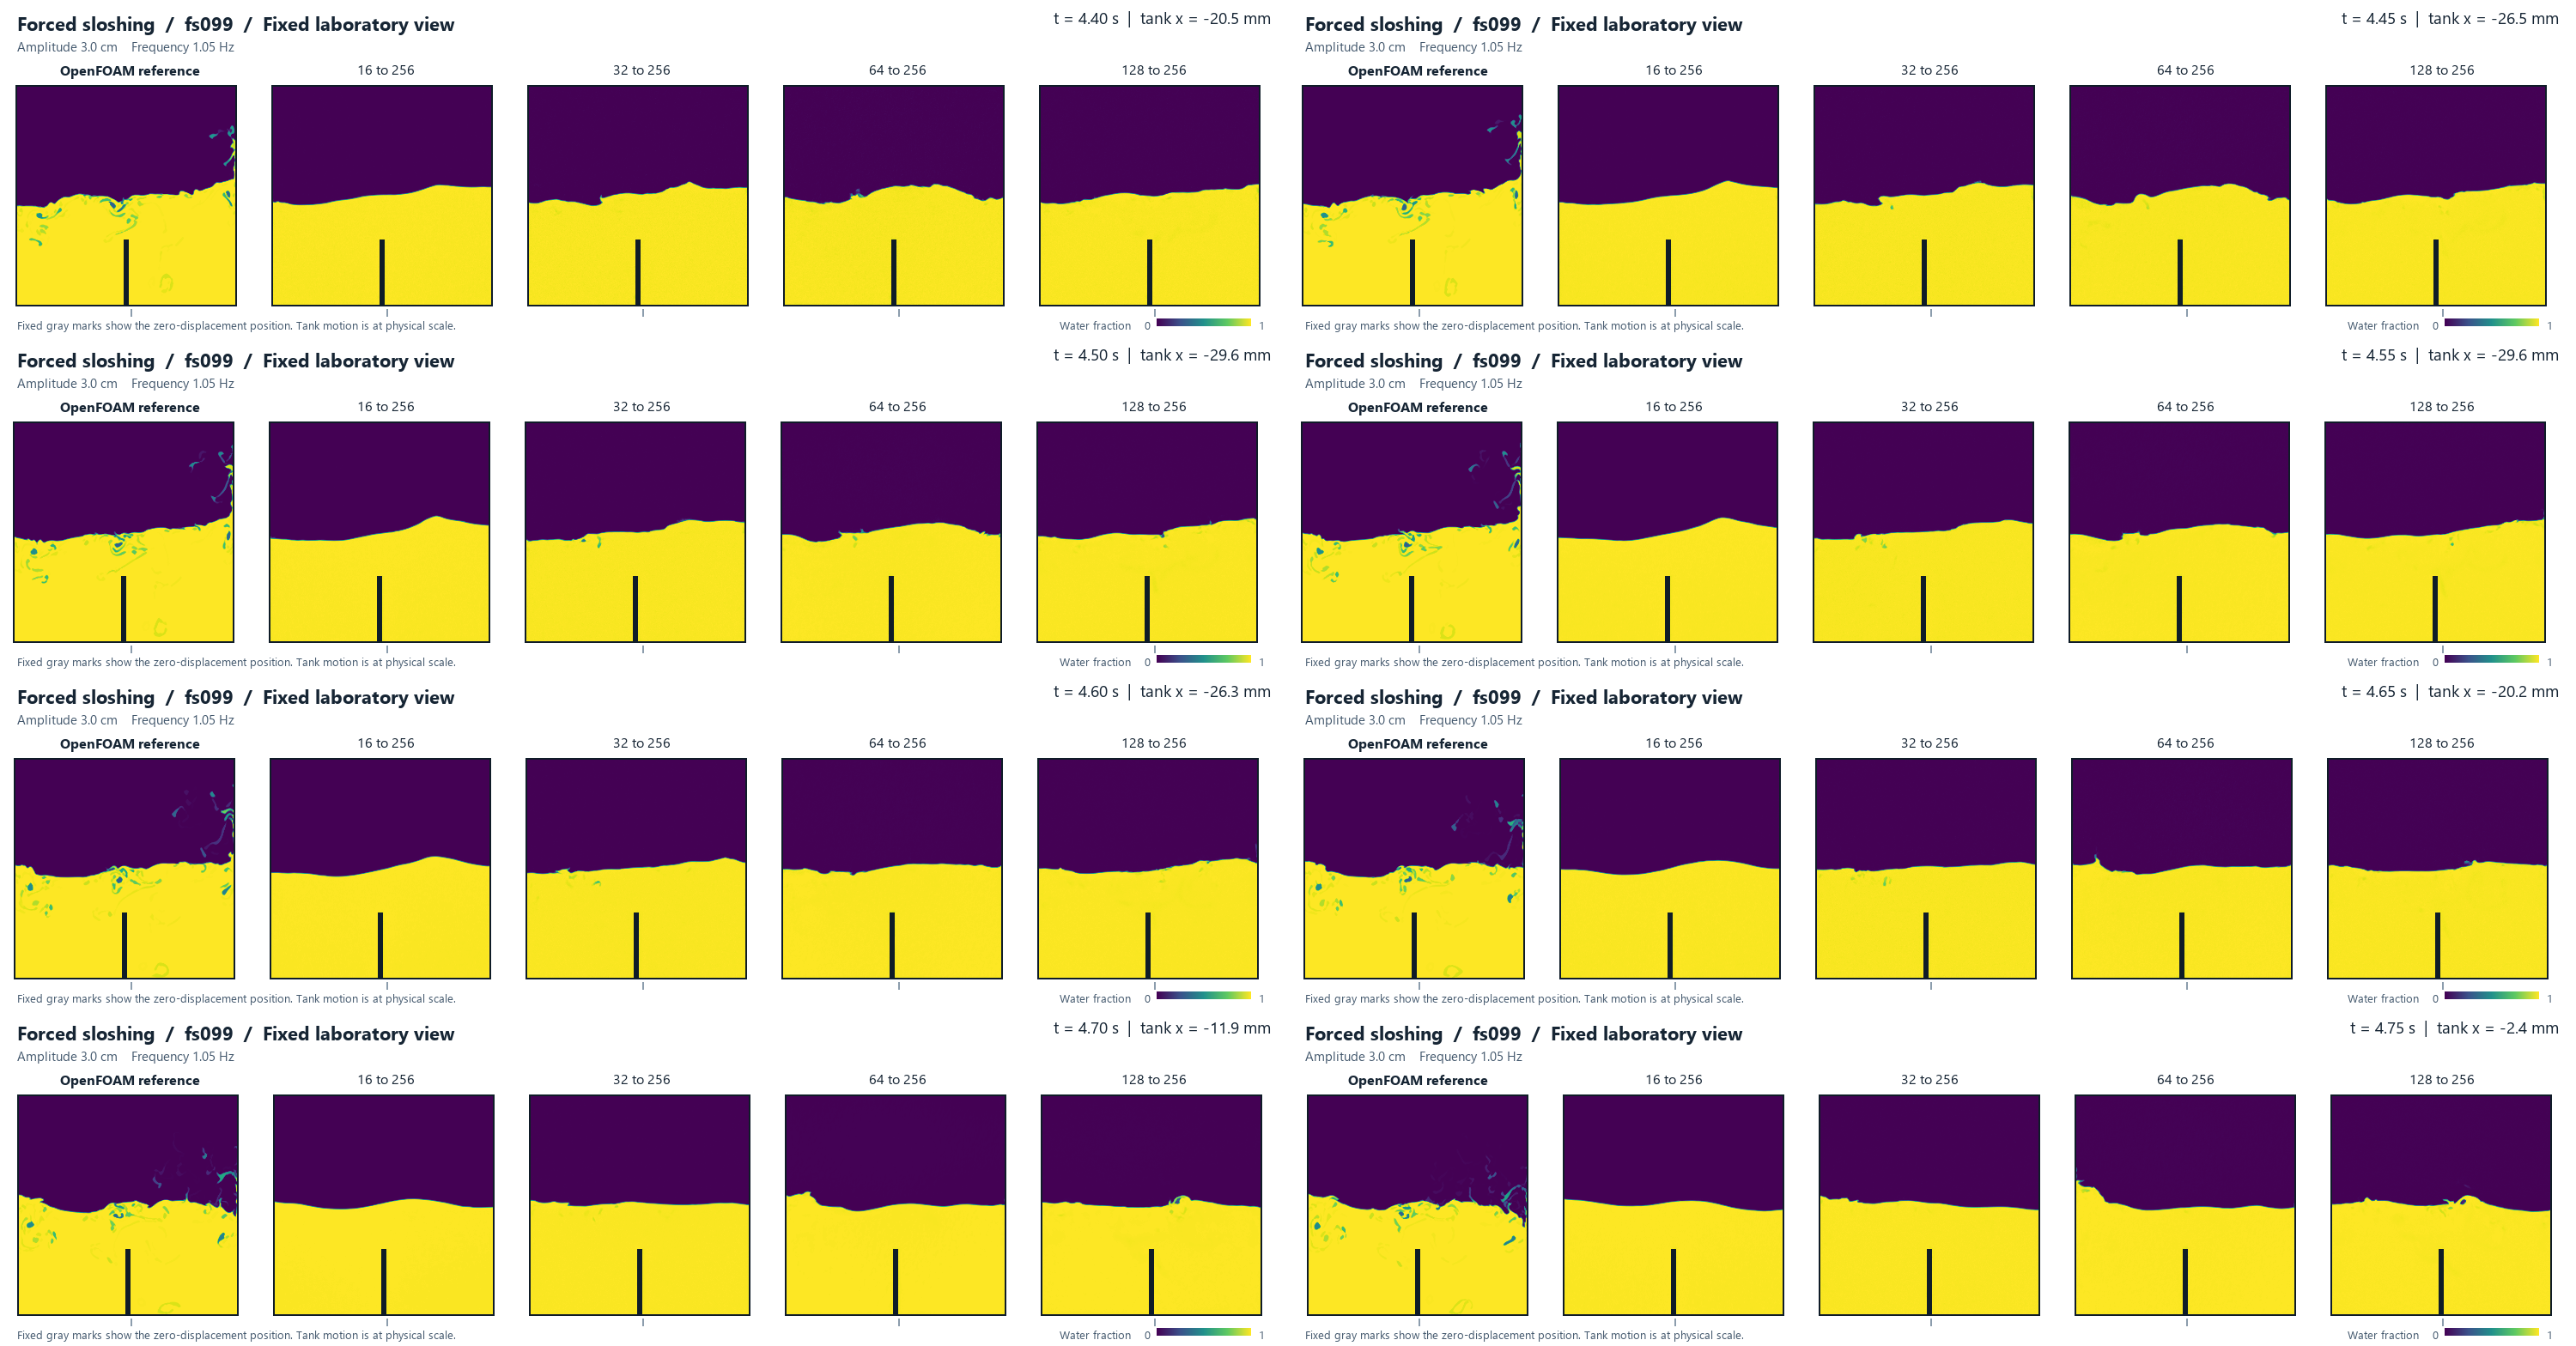 Forced sloshing / fs099 / Fixed laboratory view
t = 4.40 s | tank x = -20.5 mm
Amplitude 3.0 cm Frequency 1.05 Hz
OpenFOAM reference 16 to 256 32 to 256 64 to 256 128 to 256
Fixed gray marks show the zero-displacement position. Tank motion is at physical scale.
Water fraction 0 1
Forced sloshing / fs099 / Fixed laboratory view
t = 4.45 s | tank x = -26.5 mm
Amplitude 3.0 cm Frequency 1.05 Hz
OpenFOAM reference 16 to 256 32 to 256 64 to 256 128 to 256
Fixed gray marks show the zero-displacement position. Tank motion is at physical scale.
Water fraction 0 1
Forced sloshing / fs099 / Fixed laboratory view
t = 4.50 s | tank x = -29.6 mm
Amplitude 3.0 cm Frequency 1.05 Hz
OpenFOAM reference 16 to 256 32 to 256 64 to 256 128 to 256
Fixed gray marks show the zero-displacement position. Tank motion is at physical scale.
Water fraction 0 1
Forced sloshing / fs099 / Fixed laboratory view
t = 4.55 s | tank x = -29.6 mm
Amplitude 3.0 cm Frequency 1.05 Hz
OpenFOAM reference 16 to 256 32 to 256 64 to 256 128 to 256
Fixed gray marks show the zero-displacement position. Tank motion is at physical scale.
Water fraction 0 1
Forced sloshing / fs099 / Fixed laboratory view
t = 4.60 s | tank x = -26.3 mm
Amplitude 3.0 cm Frequency 1.05 Hz
OpenFOAM reference 16 to 256 32 to 256 64 to 256 128 to 256
Fixed gray marks show the zero-displacement position. Tank motion is at physical scale.
Water fraction 0 1
Forced sloshing / fs099 / Fixed laboratory view
t = 4.65 s | tank x = -20.2 mm
Amplitude 3.0 cm Frequency 1.05 Hz
OpenFOAM reference 16 to 256 32 to 256 64 to 256 128 to 256
Fixed gray marks show the zero-displacement position. Tank motion is at physical scale.
Water fraction 0 1
Forced sloshing / fs099 / Fixed laboratory view
t = 4.70 s | tank x = -11.9 mm
Amplitude 3.0 cm Frequency 1.05 Hz
OpenFOAM reference 16 to 256 32 to 256 64 to 256 128 to 256
Fixed gray marks show the zero-displacement position. Tank motion is at physical scale.
Water fraction 0 1
Forced sloshing / fs099 / Fixed laboratory view
t = 4.75 s | tank x = -2.4 mm
Amplitude 3.0 cm Frequency 1.05 Hz
OpenFOAM reference 16 to 256 32 to 256 64 to 256 128 to 256
Fixed gray marks show the zero-displacement position. Tank motion is at physical scale.
Water fraction 0 1